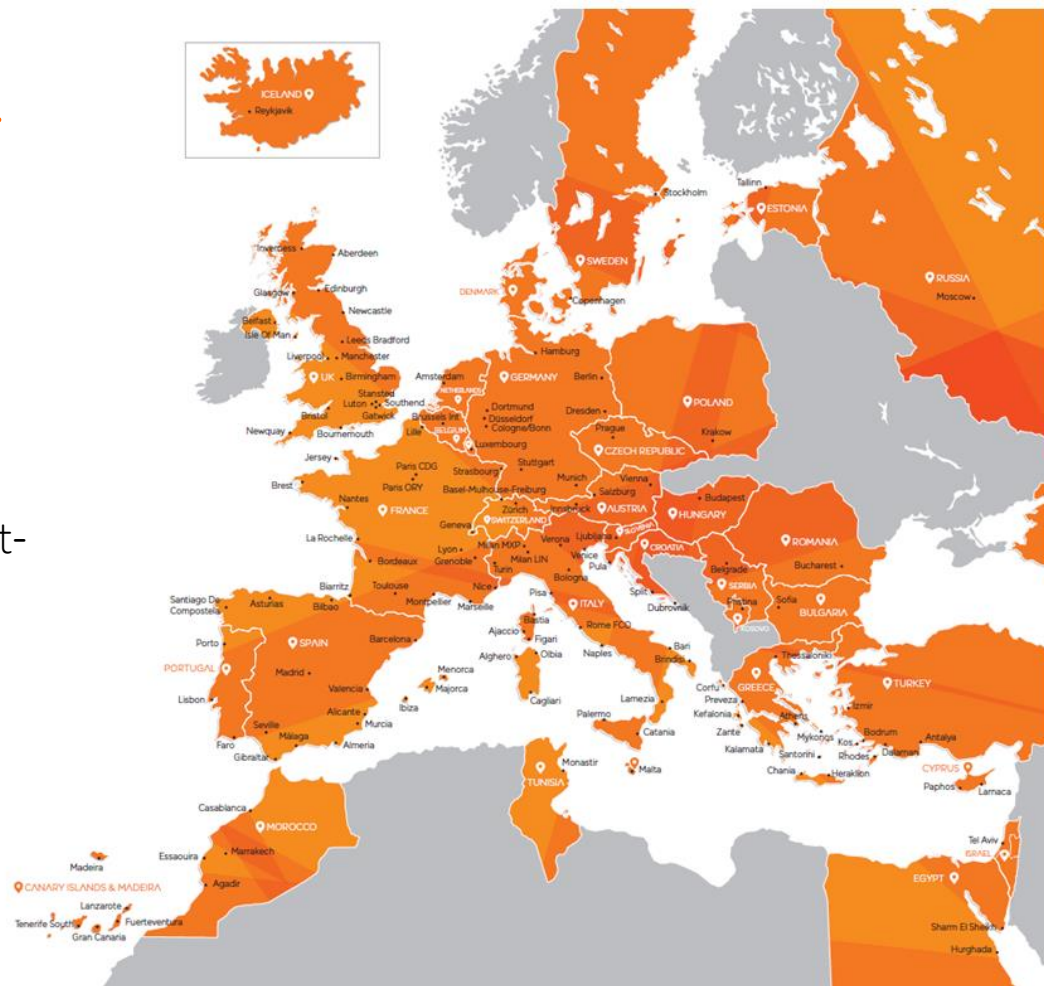 ICELAND
Reykjavik
Stockholm
Tallinn
ESTONIA
SWEDEN
RUSSIA
Moscow
DENMARK
Copenhagen
Inverness
Aberdeen
Glasgow
Edinburgh
Newcastle
Belfast
Isle Of Man
Leeds Bradford
Liverpool
Manchester
UK
Birmingham
Stansted
Luton
Southend
Bristol
Gatwick
Newquay
Bournemouth
Jersey
Hamburg
Amsterdam
GERMANY
Berlin
NETHERLANDS
Dortmund
Düsseldorf
Cologne/Bonn
Dresden
POLAND
Brussels Int
BELGIUM
Lille
Luxembourg
Prague
Krakow
CZECH REPUBLIC
Paris CDG
Strasbourg
Stuttgart
Paris ORY
Munich
Vienna
Brest
Basel-Mulhouse-Freiburg
Salzburg
Nantes
Zürich
Innsbruck
AUSTRIA
Budapest
FRANCE
SWITZERLAND
HUNGARY
Geneva
SLOVENIA
La Rochelle
Verona
Ljubljana
Milan MXP
CROATIA
ROMANIA
Lyon
Grenoble
Milan LIN
Venice
Bordeaux
Turin
Pula
Belgrade
Bucharest
Bologna
Biarritz
Toulouse
Nice
SERBIA
t-
Santiago De
Compostela
Asturias
Bilbao
Montpellier
Marseille
Pisa
ITALY
Split
Dubrovnik
Pristina
Sofia
BULGARIA
KOSOVO
Bastia
Porto
SPAIN
Barcelona
Ajaccio
Figari
Rome FCO
Bari
Thessaloniki
PORTUGAL
Madrid
Menorca
Alghero
Olbia
Naples
Brindisi
GREECE
TURKEY
Lisbon
Valencia
Majorca
Ibiza
Cagliari
Corfu
Preveza
Lamezia
Izmir
Alicante
Palermo
Kefalonia
Athens
Seville
Murcia
Catania
Zante
Mykonos
Bodrum
Antalya
Faro
Málaga
Almeria
Kalamata
Santorini
Kos
Rhodes
Dalaman
Gibraltar
Monastir
Malta
Chania
Heraklion
CYPRUS
TUNISIA
Paphos
Larnaca
Casablanca
MOROCCO
Tel Aviv
ISRAEL
Essaouira
Marrakech
Madeira
EGYPT
CANARY ISLANDS & MADEIRA
Agadir
Lanzarote
Tenerife South
Fuerteventura
Gran Canaria
Sharm El Sheikh
Hurghada